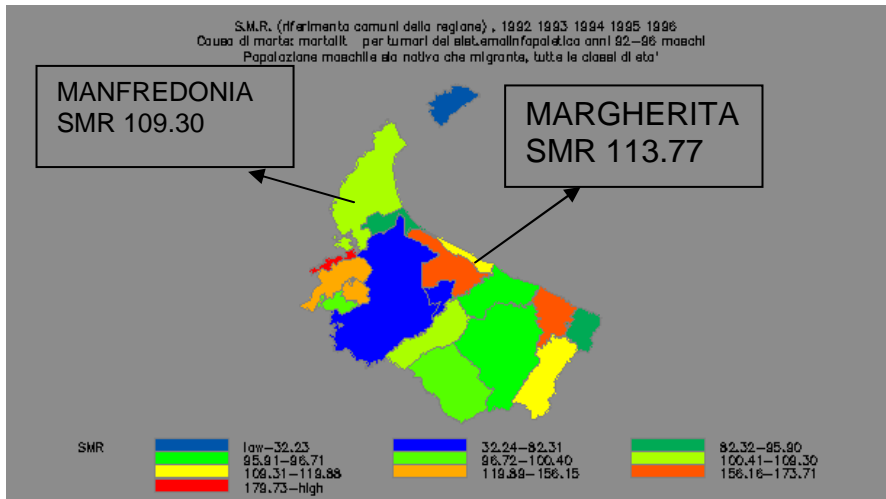 S.M.R. (riferimento comuni della regione) , 1992 1993 1994 1995 1996
Causa di morte: mortalit per tumori del sistemalinfopoietico anni 92-96 maschi
Popolazione maschile sia nativa che migrante, tutte le classi di eta'
MANFREDONIA
SMR 109.30
MARGHERITA
SMR 113.77
SMR
low-32.23
32.24-82.31
82.32-95.90
95.91-96.71
96.72-100.40
100.41-109.30
109.31-119.88
119.89-156.15
156.16-173.71
179.73-high